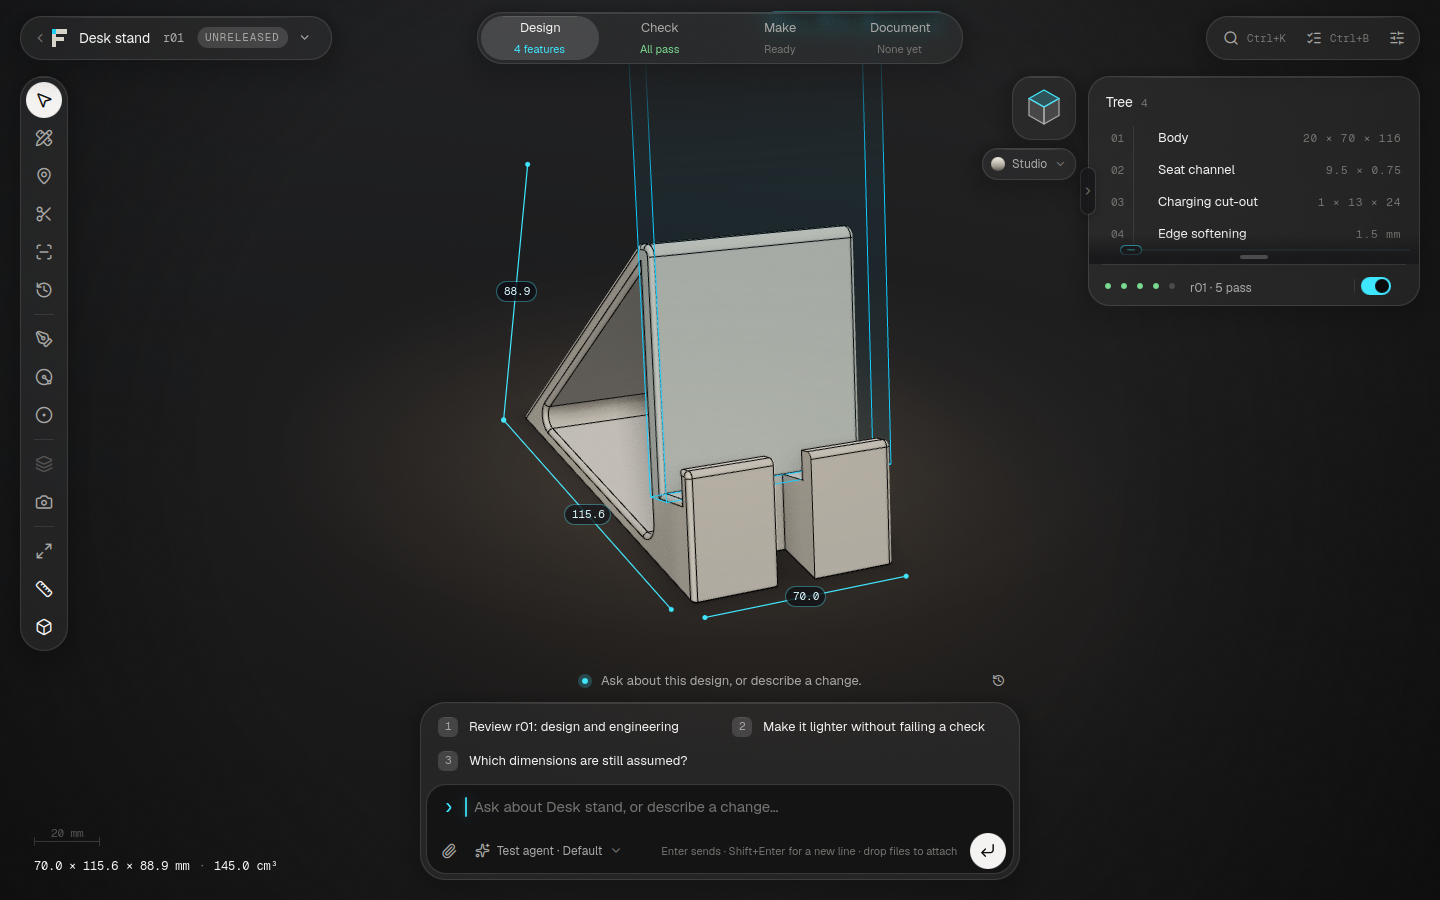 Desk stand r01 UNRELEASED
Design
4 features
Check
All pass
Make
Ready
Document
None yet
Ctrl+K
Ctrl+B
Studio
Tree 4
01 Body 20 × 70 × 116
02 Seat channel 9.5 × 0.75
03 Charging cut-out 1 × 13 × 24
04 Edge softening 1.5 mm
r01 · 5 pass
88.9
115.6
70.0
Ask about this design, or describe a change.
1 Review r01: design and engineering
2 Make it lighter without failing a check
3 Which dimensions are still assumed?
Ask about Desk stand, or describe a change...
Test agent · Default
Enter sends · Shift+Enter for a new line · drop files to attach
20 mm
70.0 × 115.6 × 88.9 mm · 145.0 cm³